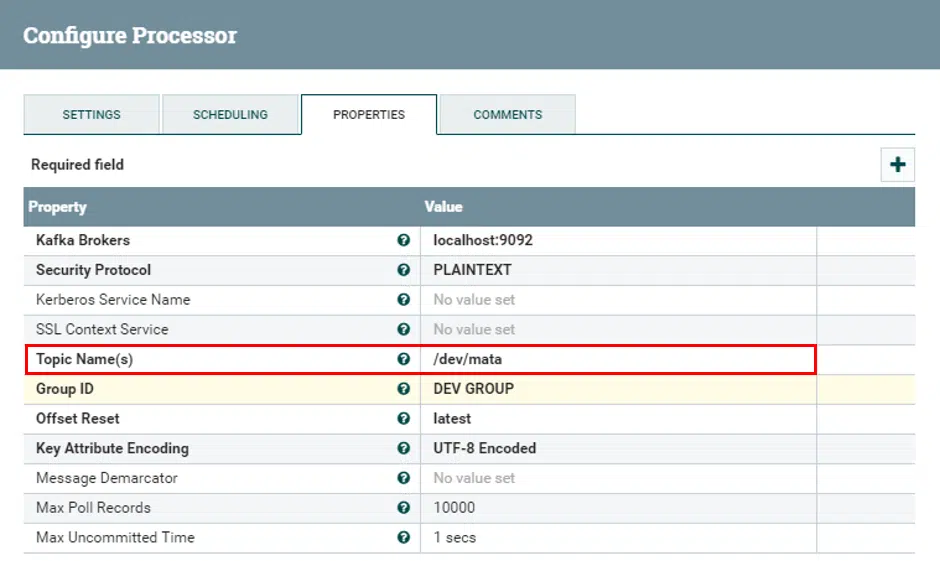 Configure Processor
SETTINGS SCHEDULING PROPERTIES COMMENTS
Required field
Property Value
Kafka Brokers localhost:9092
Security Protocol PLAINTEXT
Kerberos Service Name No value set
SSL Context Service No value set
Topic Name(s) /dev/mata
Group ID DEV GROUP
Offset Reset latest
Key Attribute Encoding UTF-8 Encoded
Message Demarcator No value set
Max Poll Records 10000
Max Uncommitted Time 1 secs